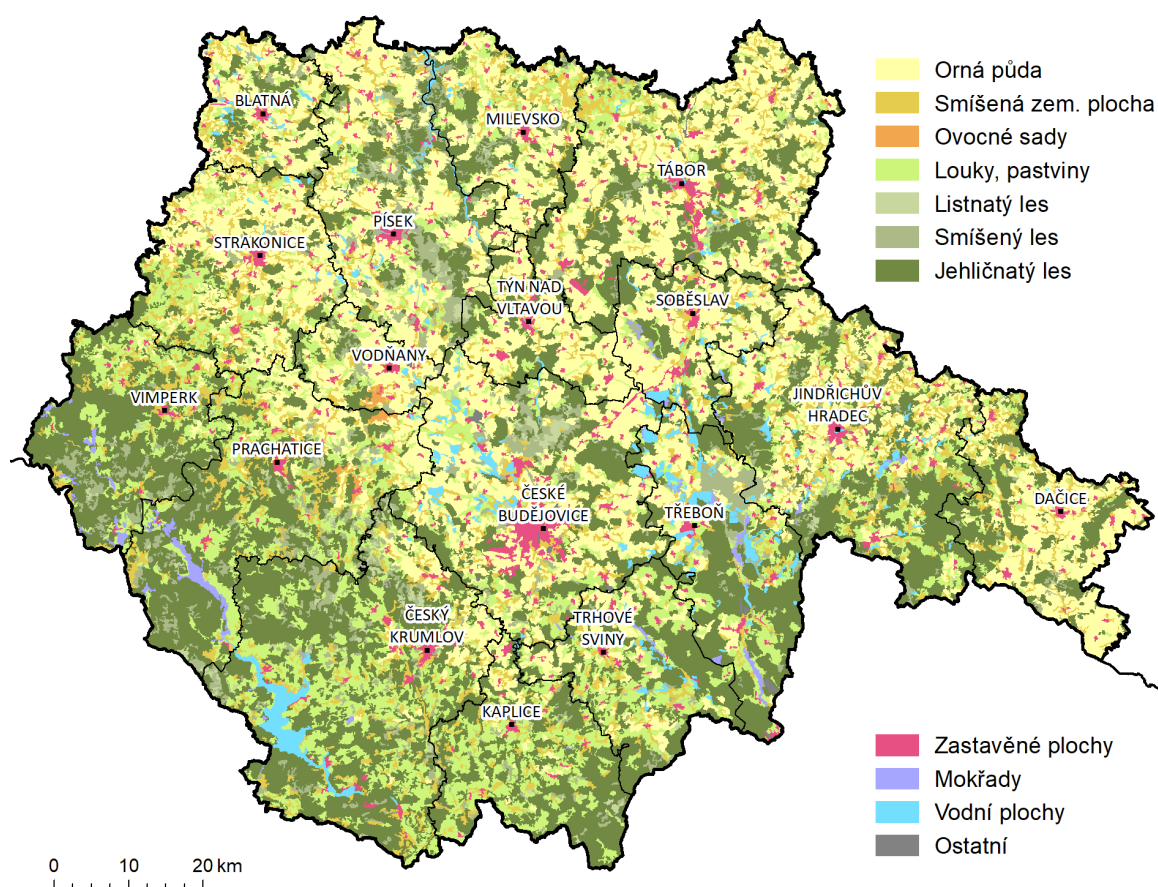 BLATNÁ
MILEVSKO
TÁBOR
PÍSEK
STRAKONICE
TÝN NAD
VLTAVOU
SOBĚSLAV
VODŇANY
VIMPERK
JINDŘICHŮV
HRADEC
PRACHATICE
ČESKÉ
BUDĚJOVICE
TŘEBOŇ
DAČICE
ČESKÝ
KRUMLOV
TRHOVÉ
SVINY
KAPLICE
Orná půda
Smíšená zem. plocha
Ovocné sady
Louky, pastviny
Listnatý les
Smíšený les
Jehličnatý les
Zastavěné plochy
Mokřady
Vodní plochy
Ostatní
0 10 20 km